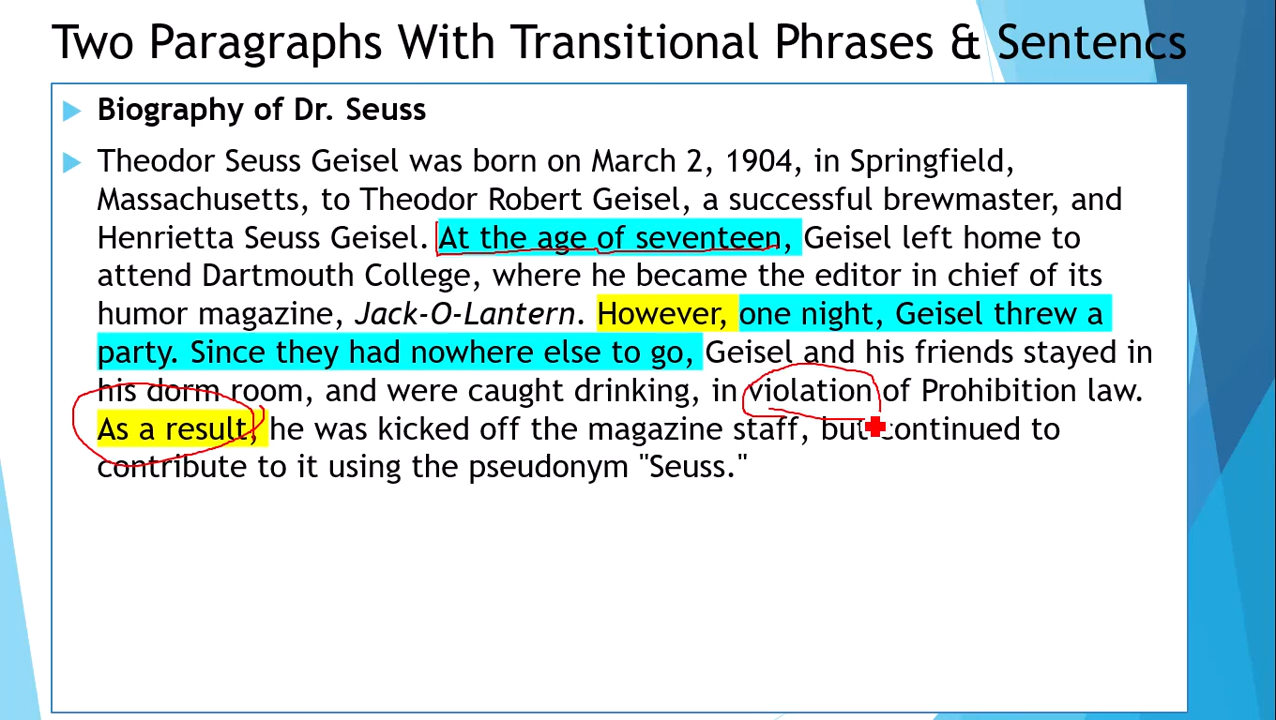 Two Paragraphs With Transitional Phrases & Sentencs
Biography of Dr. Seuss
Theodor Seuss Geisel was born on March 2, 1904, in Springfield,
Massachusetts, to Theodor Robert Geisel, a successful brewmaster, and
Henrietta Seuss Geisel. At the age of seventeen, Geisel left home to
attend Dartmouth College, where he became the editor in chief of its
humor magazine, Jack-O-Lantern. However, one night, Geisel threw a
party. Since they had nowhere else to go, Geisel and his friends stayed in
his dorm room, and were caught drinking, in violation of Prohibition law.
As a result, he was kicked off the magazine staff, but continued to
contribute to it using the pseudonym "Seuss."